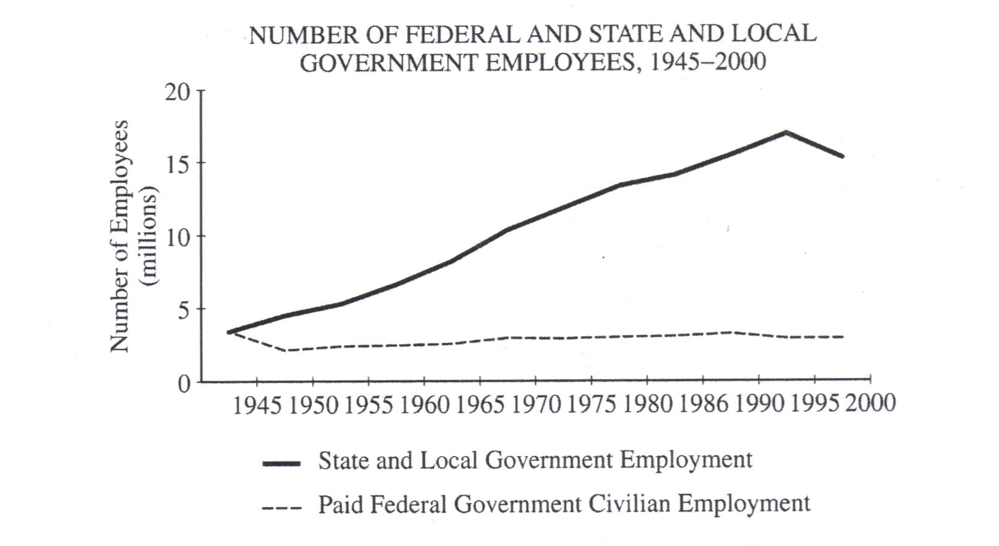 NUMBER OF FEDERAL AND STATE AND LOCAL
GOVERNMENT EMPLOYEES, 1945–2000
Number of Employees
(millions)
20
15
10
5
0
1945 1950 1955 1960 1965 1970 1975 1980 1986 1990 1995 2000
State and Local Government Employment
Paid Federal Government Civilian Employment